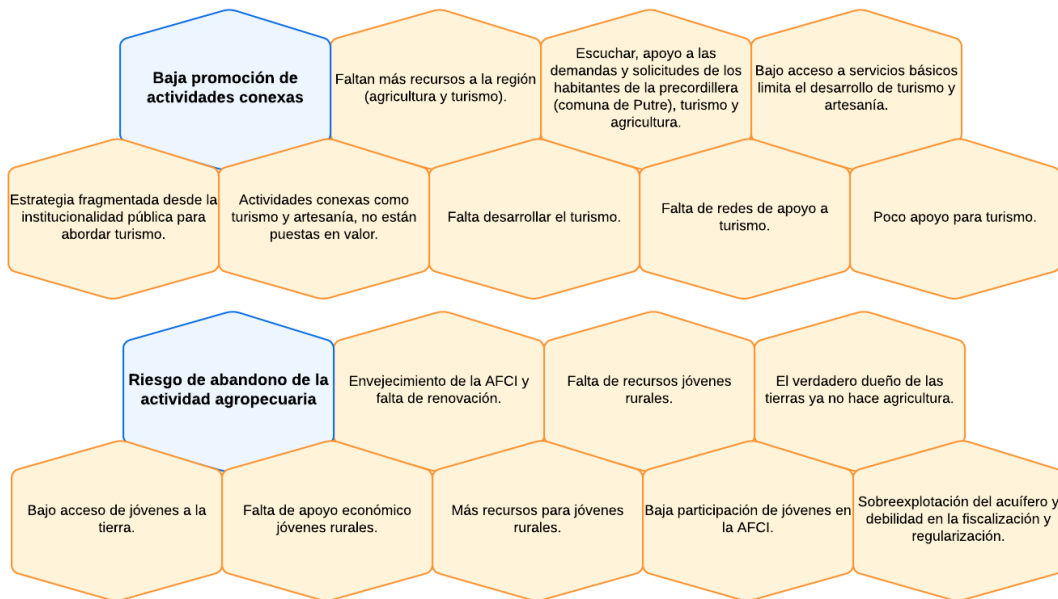 Baja promoción de
actividades conexas
Faltan más recursos a la región
(agricultura y turismo).
Escuchar, apoyo a las
demandas y solicitudes de los
habitantes de la precordillera
(comuna de Putre), turismo y
agricultura.
Bajo acceso a servicios básicos
limita el desarrollo de turismo y
artesanía.
Estrategia fragmentada desde la
institucionalidad pública para
abordar turismo.
Actividades conexas como
turismo y artesanía, no están
puestas en valor.
Falta desarrollar el turismo.
Falta de redes de apoyo a
turismo.
Poco apoyo para turismo.
Riesgo de abandono de la
actividad agropecuaria
Envejecimiento de la AFCI y
falta de renovación.
Falta de recursos jóvenes
rurales.
El verdadero dueño de las
tierras ya no hace agricultura.
Bajo acceso de jóvenes a la
tierra.
Falta de apoyo económico
jóvenes rurales.
Más recursos para jóvenes
rurales.
Baja participación de jóvenes en
la AFCI.
Sobreexplotación del acuífero y
debilidad en la fiscalización y
regularización.